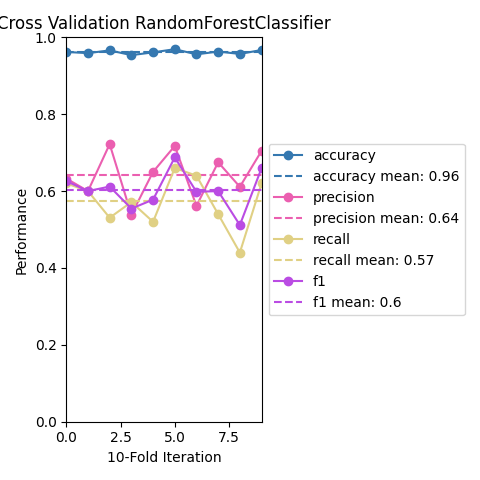 Cross Validation RandomForestClassifier
1.0
0.8
0.6
0.4
0.2
0.0
Performance
0.0 2.5 5.0 7.5
10-Fold Iteration
accuracy
accuracy mean: 0.96
precision
precision mean: 0.64
recall
recall mean: 0.57
f1
f1 mean: 0.6